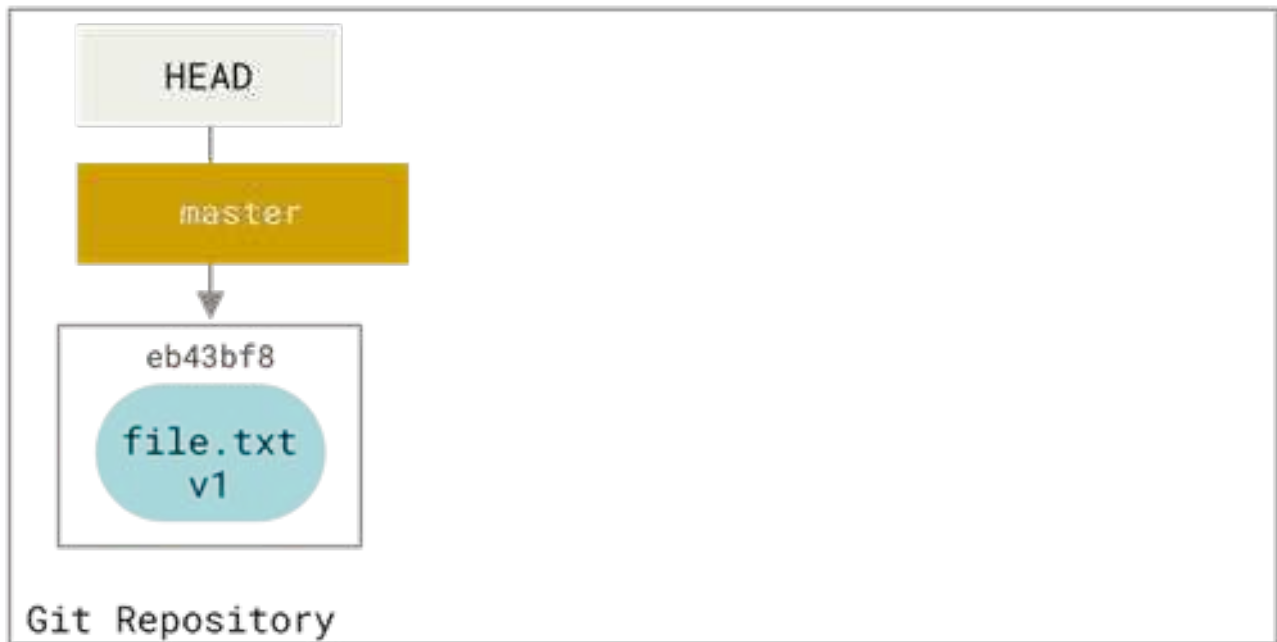 HEAD
master
eb43bf8
file.txt
v1
Git Repository